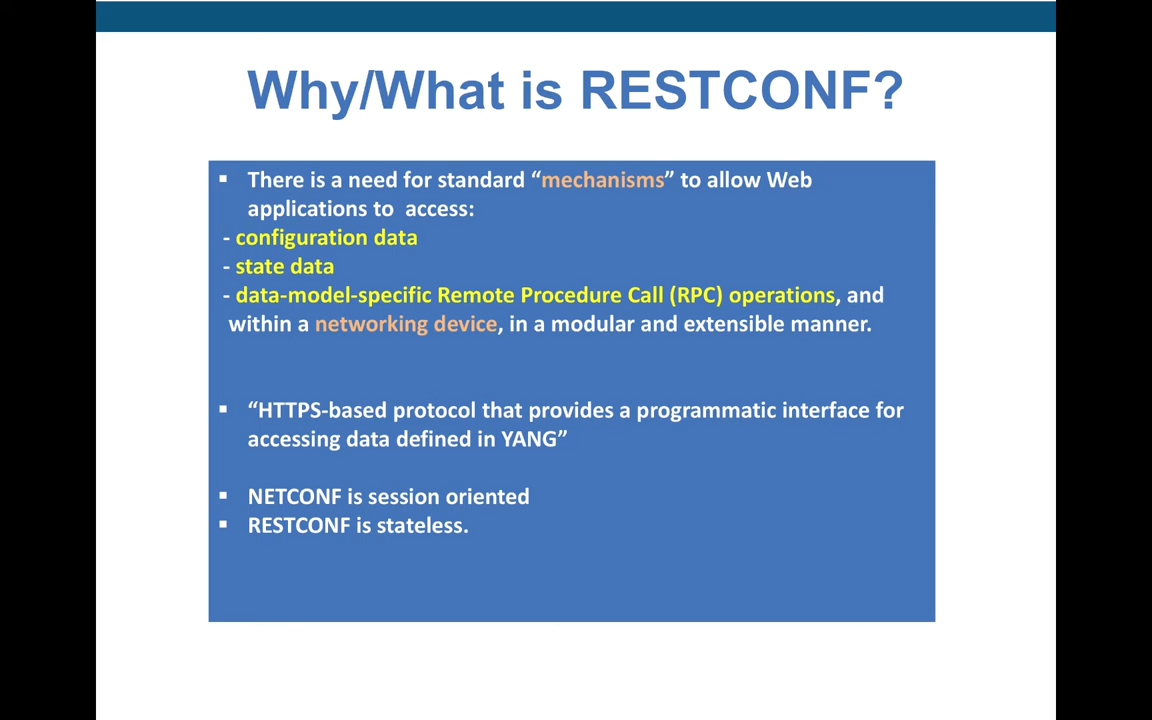 Why/What is RESTCONF?
▪ There is a need for standard “mechanisms” to allow Web
applications to access:
- configuration data
- state data
- data-model-specific Remote Procedure Call (RPC) operations, and
within a networking device, in a modular and extensible manner.
▪ “HTTPS-based protocol that provides a programmatic interface for
accessing data defined in YANG”
▪ NETCONF is session oriented
▪ RESTCONF is stateless.